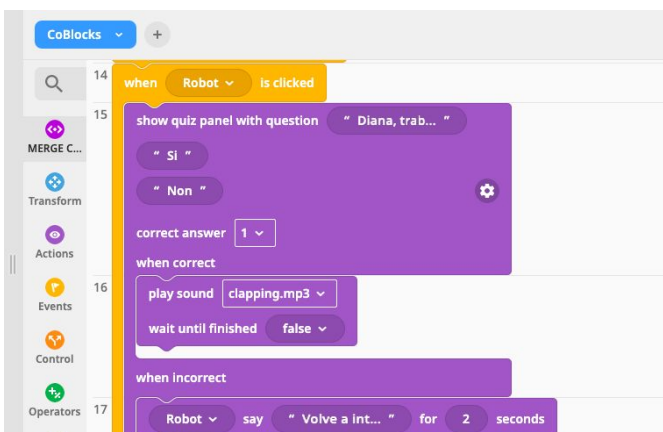 CoBlocks +
14 when Robot is clicked
15 show quiz panel with question “ Diana, trab... ”
“ Si ”
MERGE C...
“ Non ”
Transform
correct answer 1
Actions
when correct
16 play sound clapping.mp3
Events
wait until finished false
Control
when incorrect
Operators
17 Robot say “ Volve a int... ” for 2 seconds